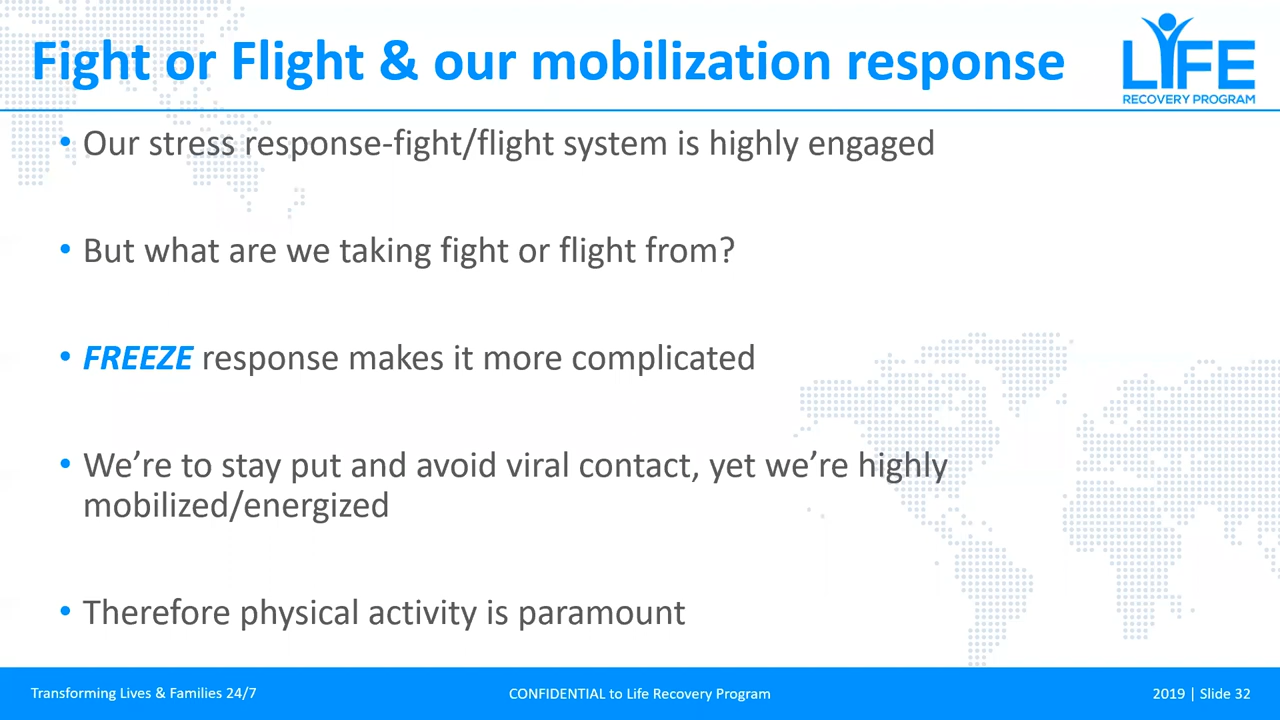 Fight or Flight & our mobilization response
LIFE
RECOVERY PROGRAM
• Our stress response-fight/flight system is highly engaged
• But what are we taking fight or flight from?
• FREEZE response makes it more complicated
• We’re to stay put and avoid viral contact, yet we’re highly
mobilized/energized
• Therefore physical activity is paramount
Transforming Lives & Families 24/7
CONFIDENTIAL to Life Recovery Program
2019 | Slide 32